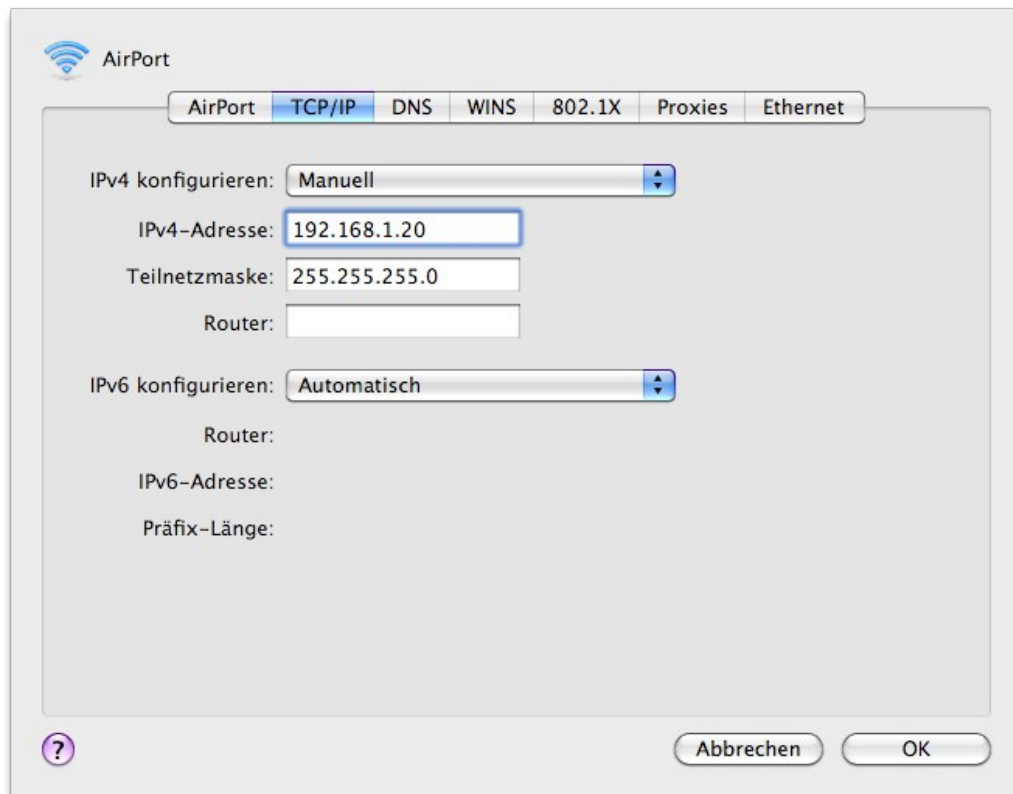 AirPort
AirPort TCP/IP DNS WINS 802.1X Proxies Ethernet
IPv4 konfigurieren: Manuell
IPv4-Adresse: 192.168.1.20
Teilnetzmaske: 255.255.255.0
Router:
IPv6 konfigurieren: Automatisch
Router:
IPv6-Adresse:
Präfix-Länge:
? Abbrechen OK